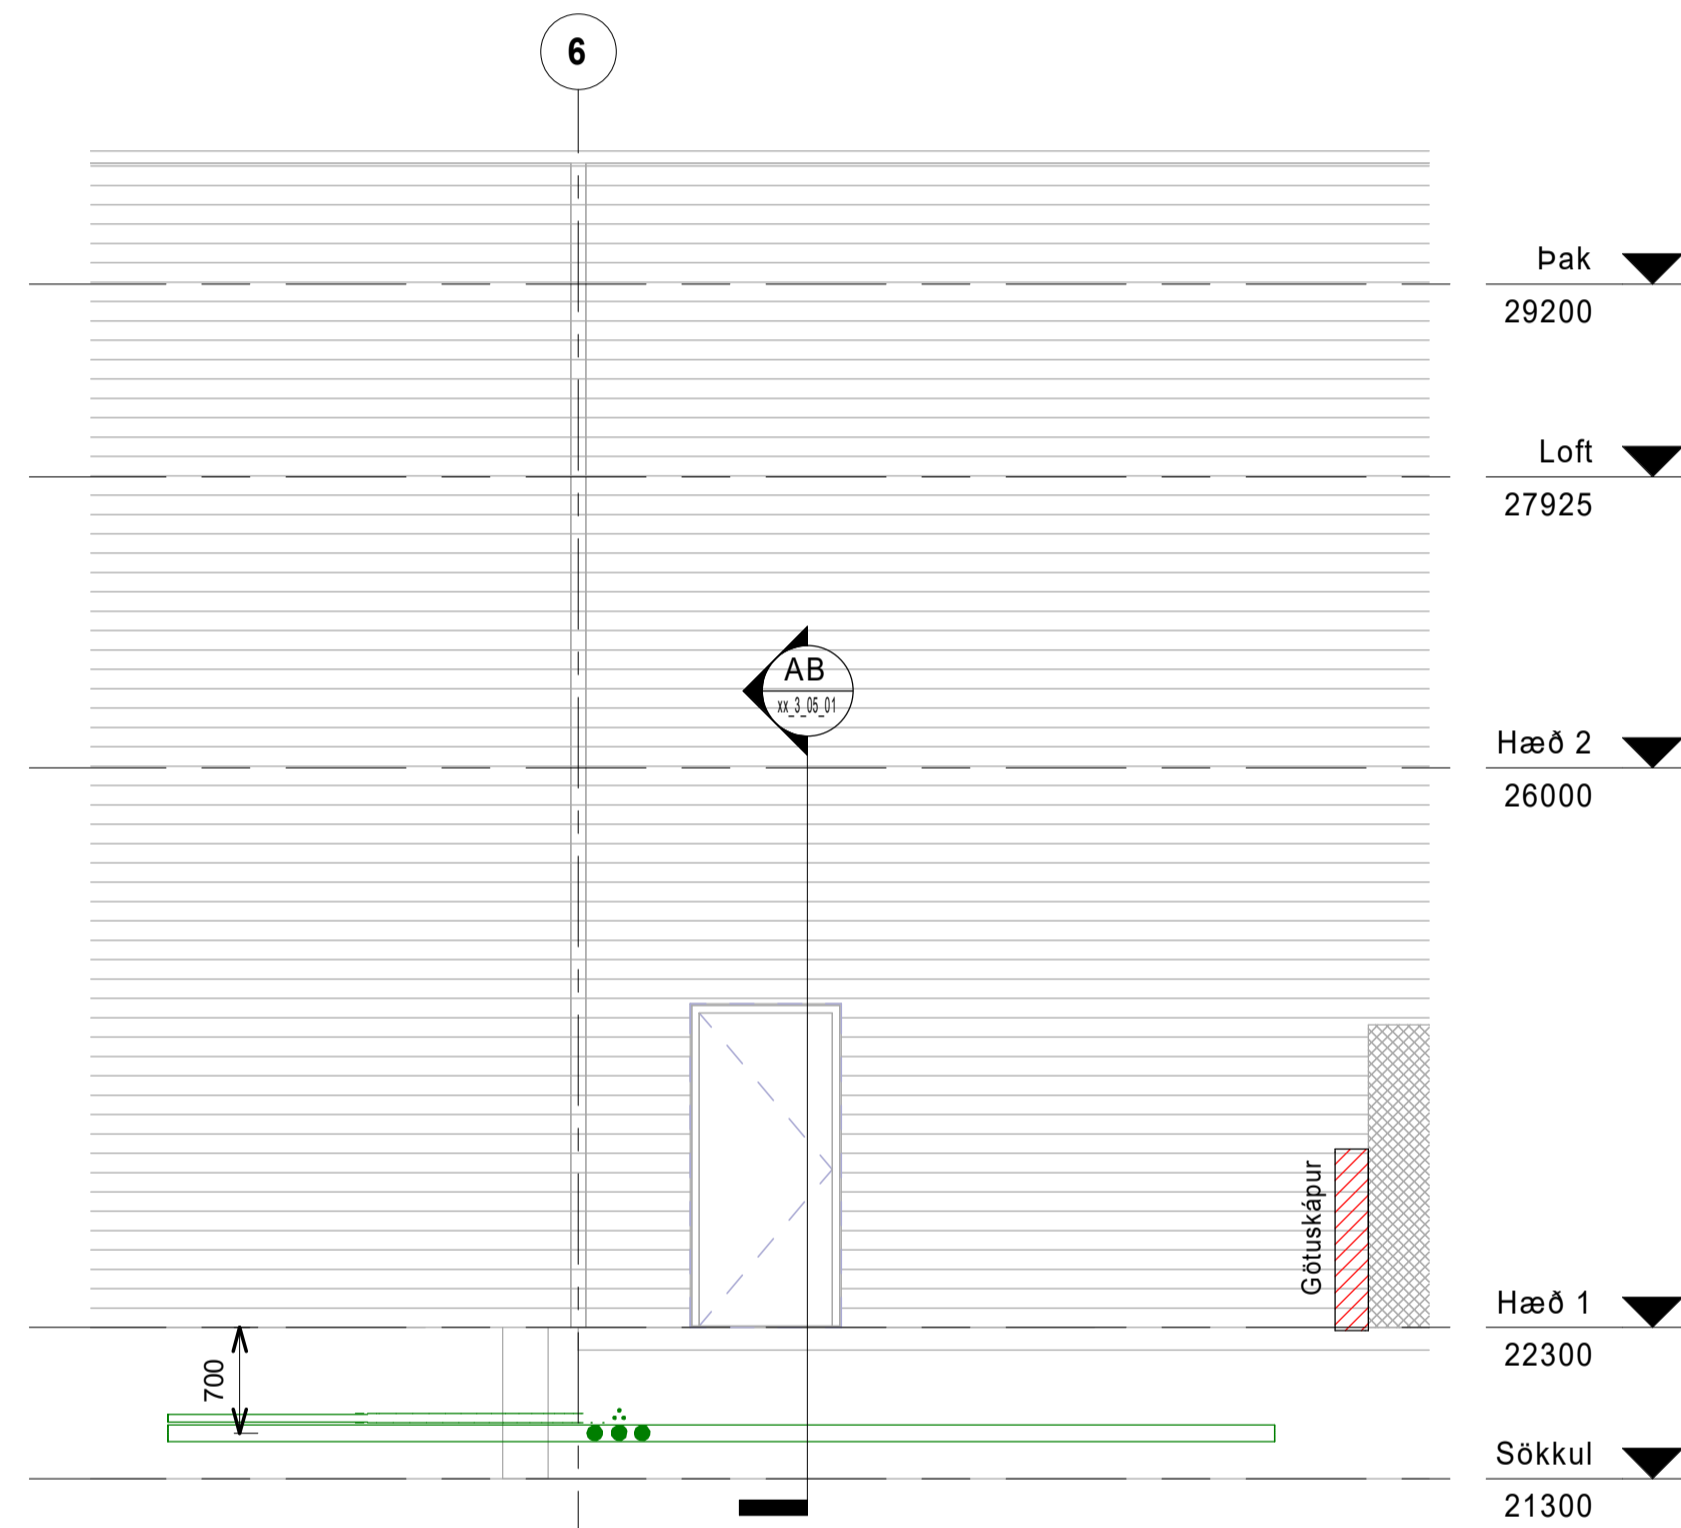 6
Þak
29200
Loft
27925
AB
xx_3_05_01
Hæð 2
26000
Götuskápur
Hæð 1
22300
700
Sökkul
21300